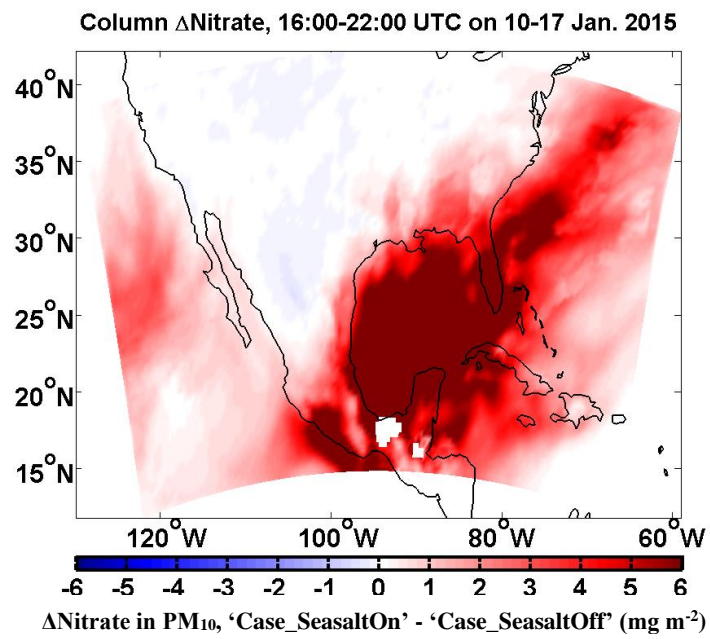 Column ΔNitrate, 16:00-22:00 UTC on 10-17 Jan. 2015
40°N
35°N
30°N
25°N
20°N
15°N
120°W 100°W 80°W 60°W
-6 -5 -4 -3 -2 -1 0 1 2 3 4 5 6
ΔNitrate in PM₁₀, ‘Case_SeasaltOn’ - ‘Case_SeasaltOff’ (mg m⁻²)